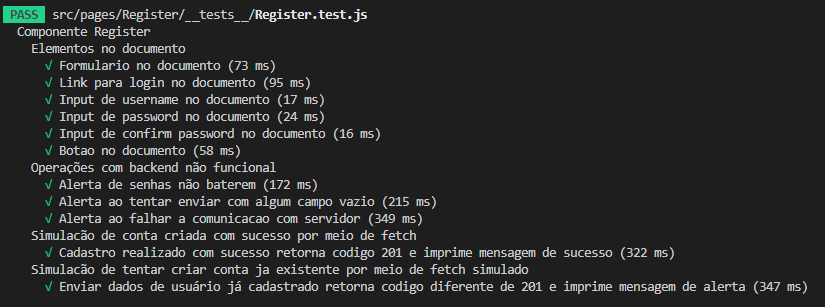 PASS src/pages/Register/__tests__/Register.test.js
Componente Register
Elementos no documento
√ Formulario no documento (73 ms)
√ Link para login no documento (95 ms)
√ Input de username no documento (17 ms)
√ Input de password no documento (24 ms)
√ Input de confirm password no documento (16 ms)
√ Botao no documento (58 ms)
Operações com backend não funcional
√ Alerta de senhas não baterem (172 ms)
√ Alerta ao tentar enviar com algum campo vazio (215 ms)
√ Alerta ao falhar a comunicacao com servidor (349 ms)
Simulacão de conta criada com sucesso por meio de fetch
√ Cadastro realizado com sucesso retorna codigo 201 e imprime mensagem de sucesso (322 ms)
Simulacão de tentar criar conta ja existente por meio de fetch simulado
√ Enviar dados de usuário já cadastrado retorna codigo diferente de 201 e imprime mensagem de alerta (347 ms)